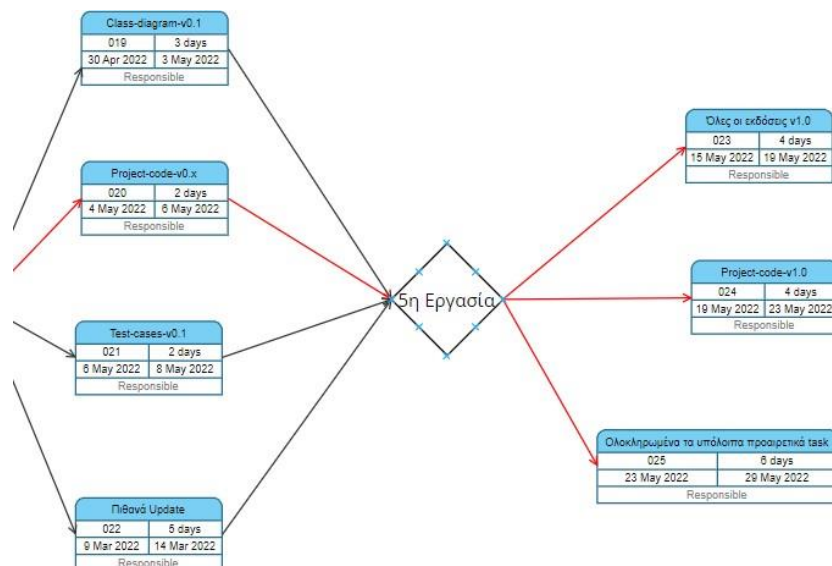 Class-diagram-v0.1
019 3 days
30 Apr 2022 3 May 2022
Responsible
Project-code-v0.x
020 2 days
4 May 2022 6 May 2022
Responsible
Test-cases-v0.1
021 2 days
6 May 2022 8 May 2022
Responsible
Πιθανά Update
022 5 days
9 Mar 2022 14 Mar 2022
Responsible
5η Εργασία
Όλες οι εκδόσεις v1.0
023 4 days
15 May 2022 19 May 2022
Responsible
Project-code-v1.0
024 4 days
19 May 2022 23 May 2022
Responsible
Ολοκληρωμένα τα υπόλοιπα προαιρετικά task
025 6 days
23 May 2022 29 May 2022
Responsible